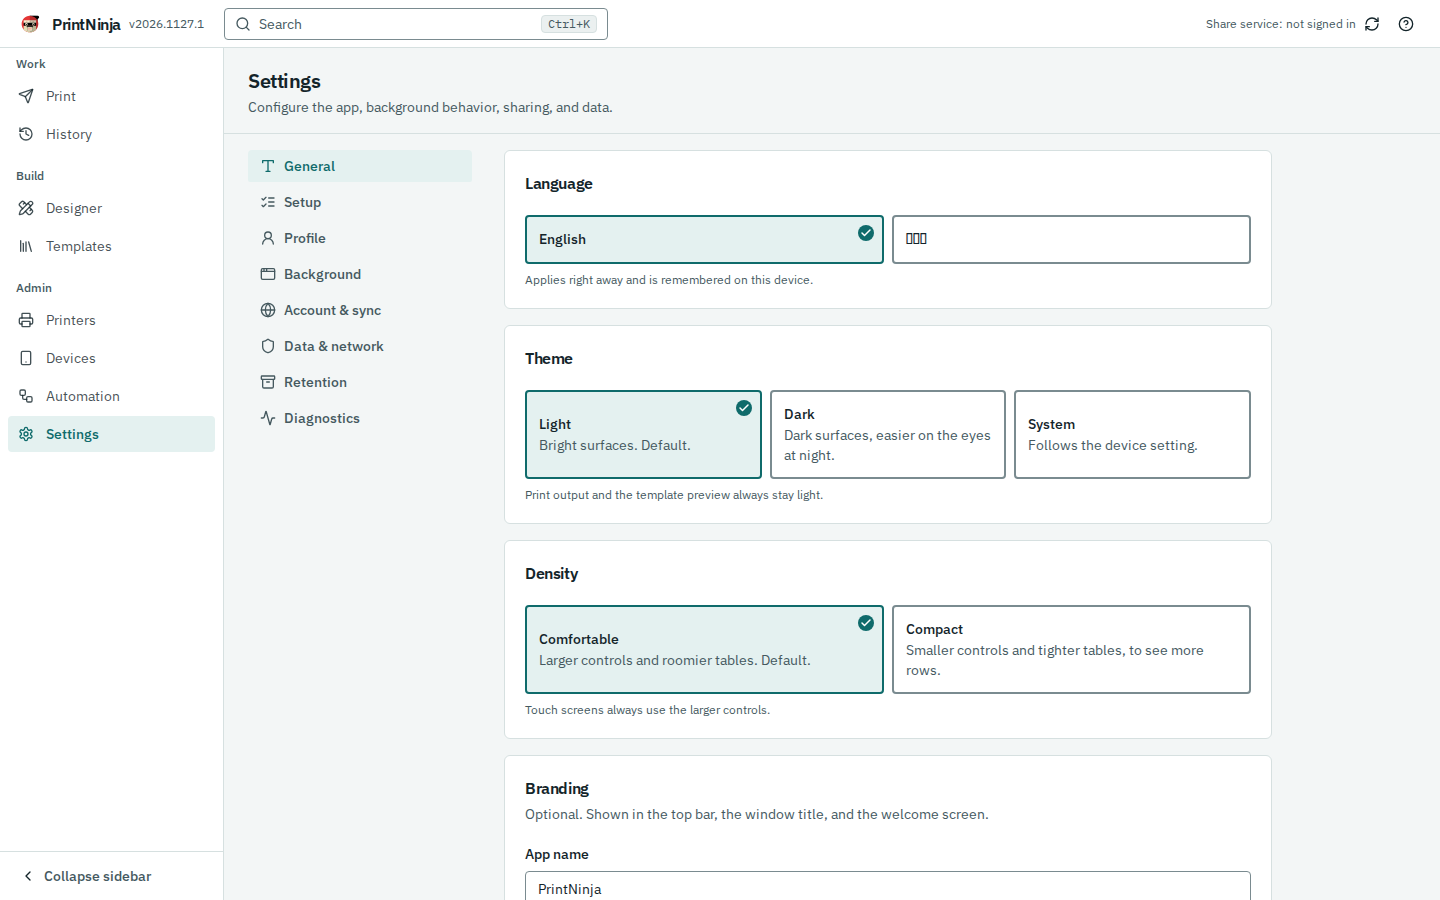 PrintNinja v2026.1127.1
Search
Ctrl+K
Share service: not signed in
Work
Print
History
Build
Designer
Templates
Admin
Printers
Devices
Automation
Settings
Collapse sidebar
Settings
Configure the app, background behavior, sharing, and data.
General
Setup
Profile
Background
Account & sync
Data & network
Retention
Diagnostics
Language
English
Applies right away and is remembered on this device.
Theme
Light
Bright surfaces. Default.
Dark
Dark surfaces, easier on the eyes
at night.
System
Follows the device setting.
Print output and the template preview always stay light.
Density
Comfortable
Larger controls and roomier tables. Default.
Compact
Smaller controls and tighter tables, to see more
rows.
Touch screens always use the larger controls.
Branding
Optional. Shown in the top bar, the window title, and the welcome screen.
App name
PrintNinja